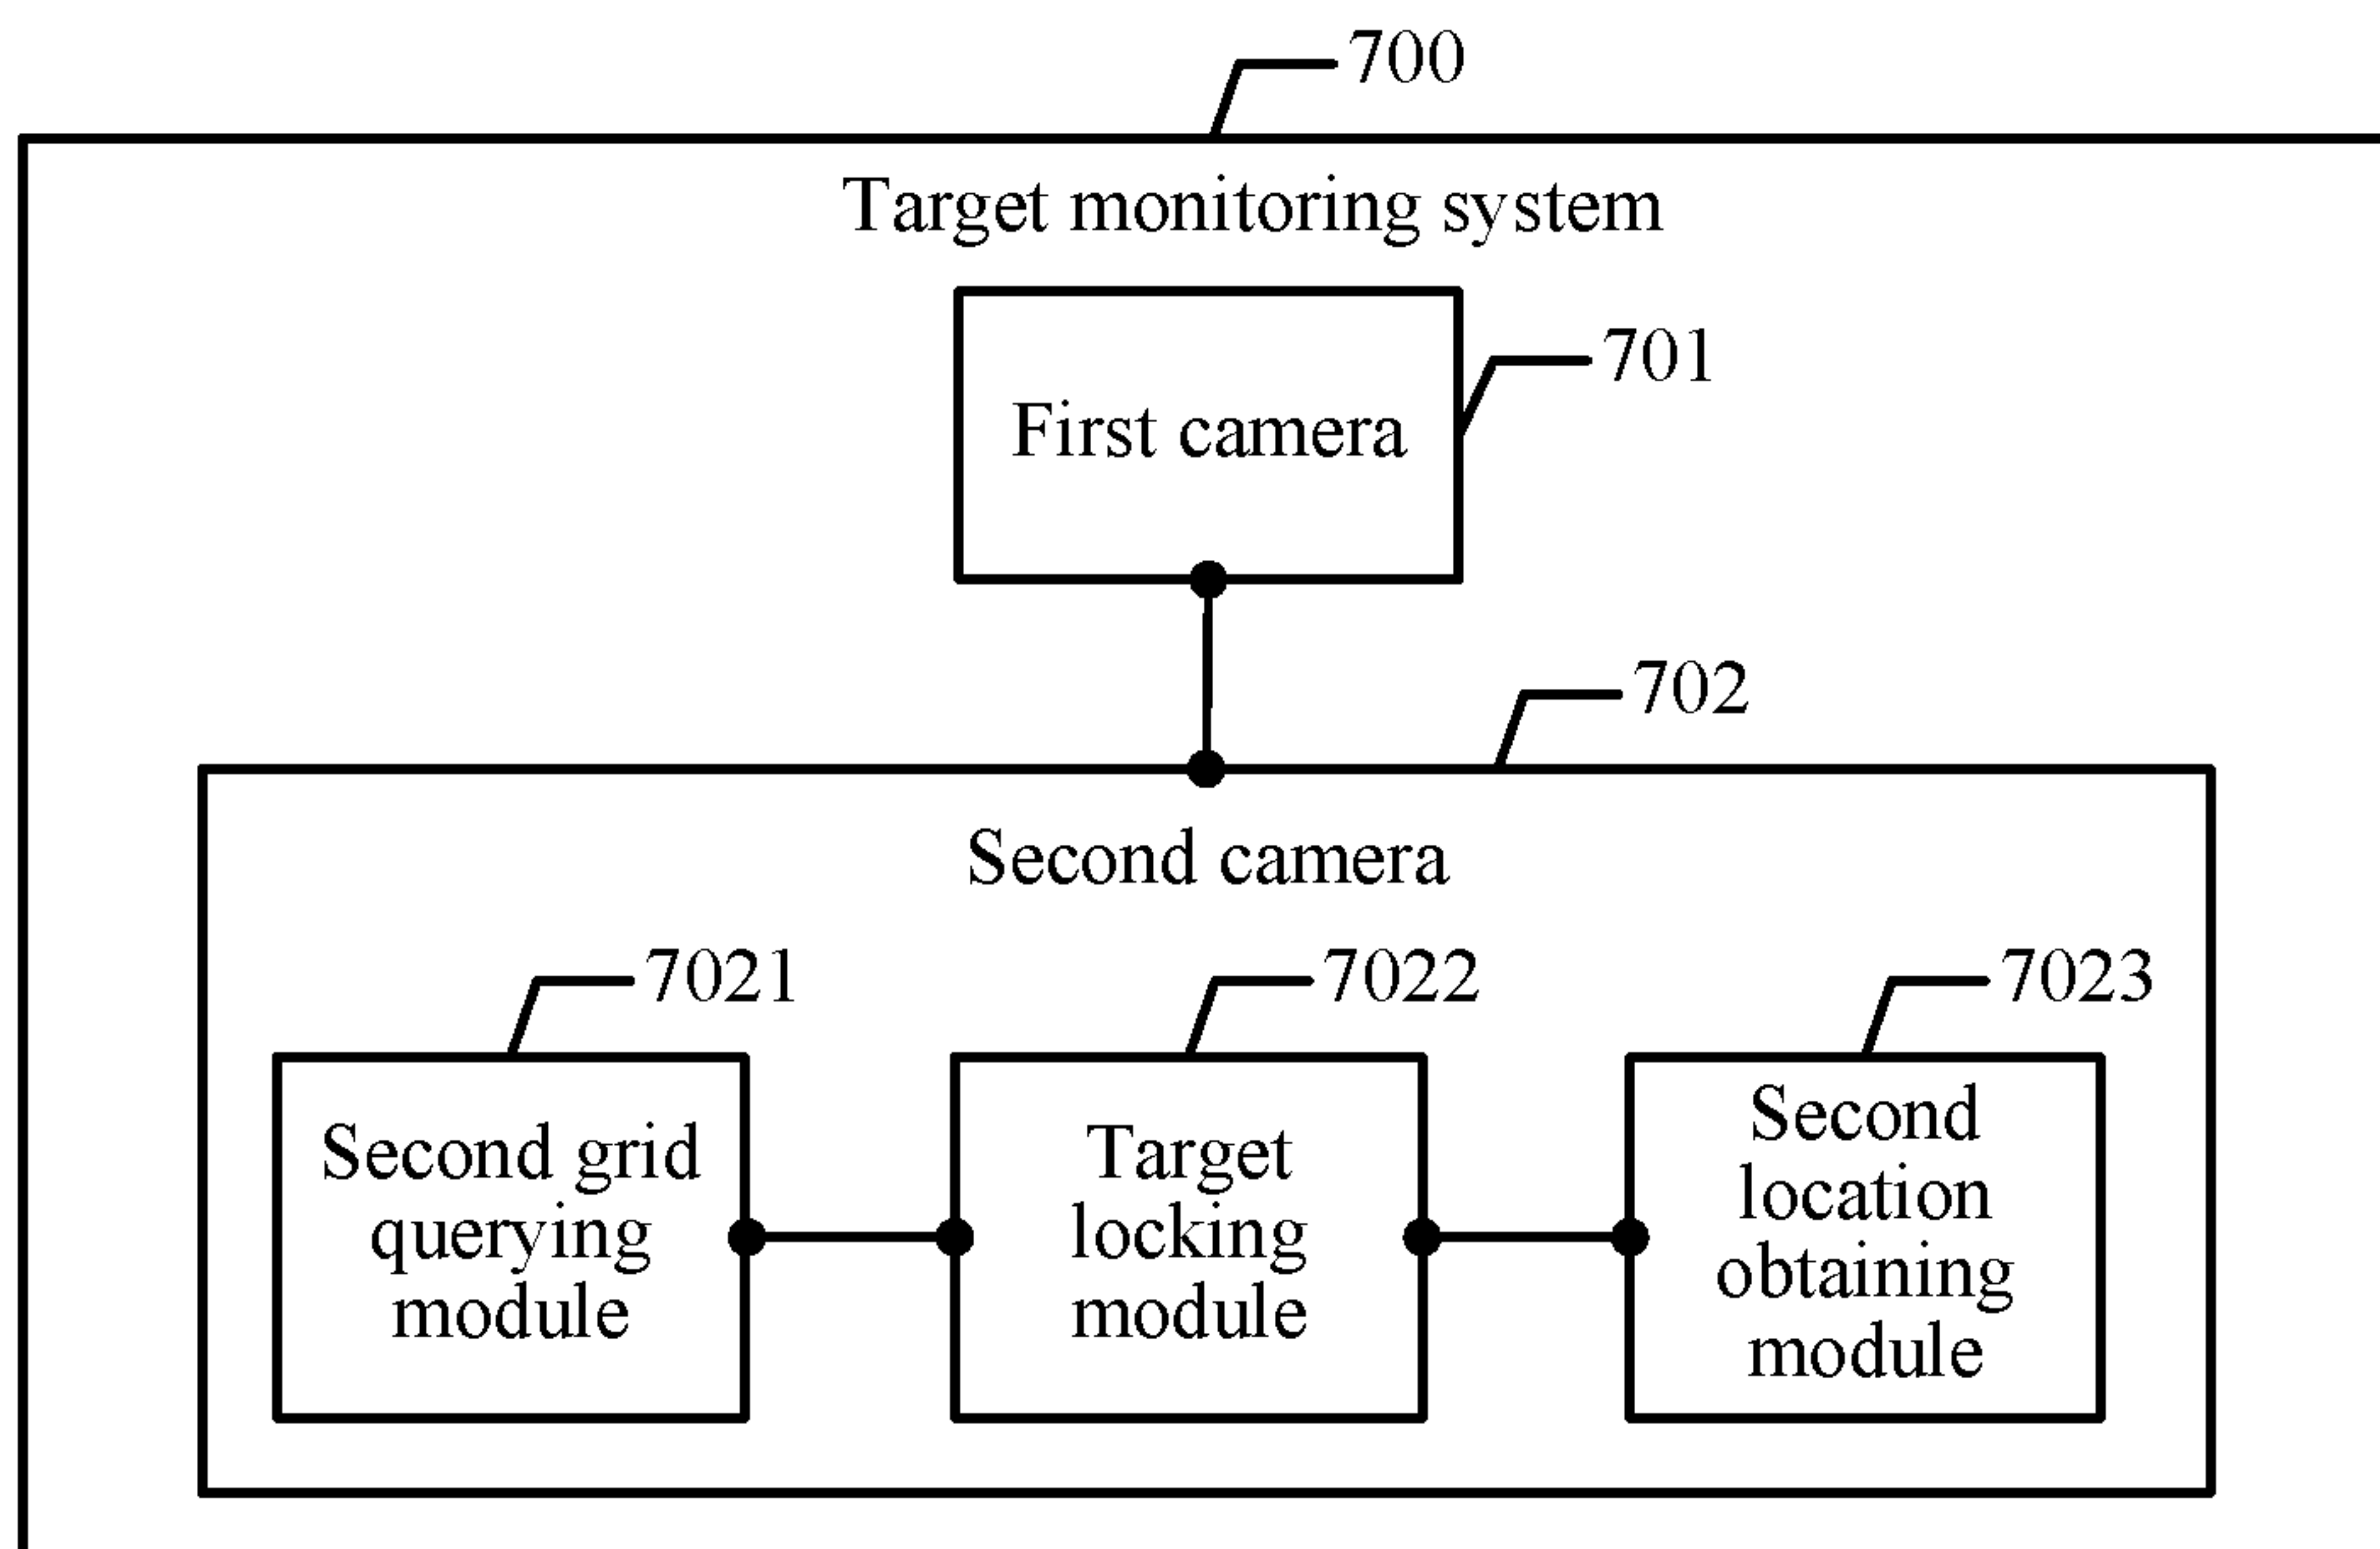 700
Target monitoring system
701
First camera
702
Second camera
7021
7022
7023
Second grid
querying
module
Target
locking
module
Second
location
obtaining
module